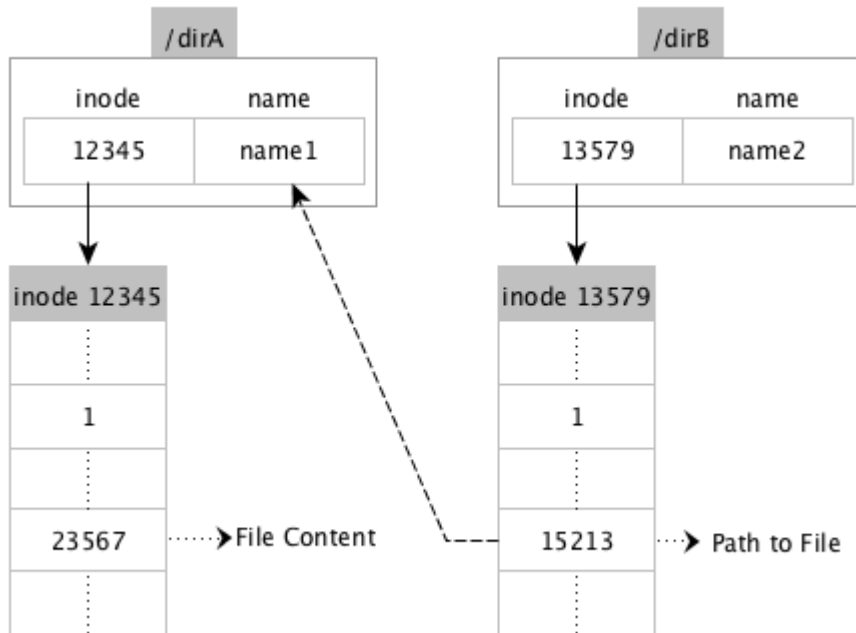 /dirA
/dirB
inode name
inode name
12345 name1
13579 name2
inode 12345
inode 13579
1
1
23567
File Content
15213
Path to File